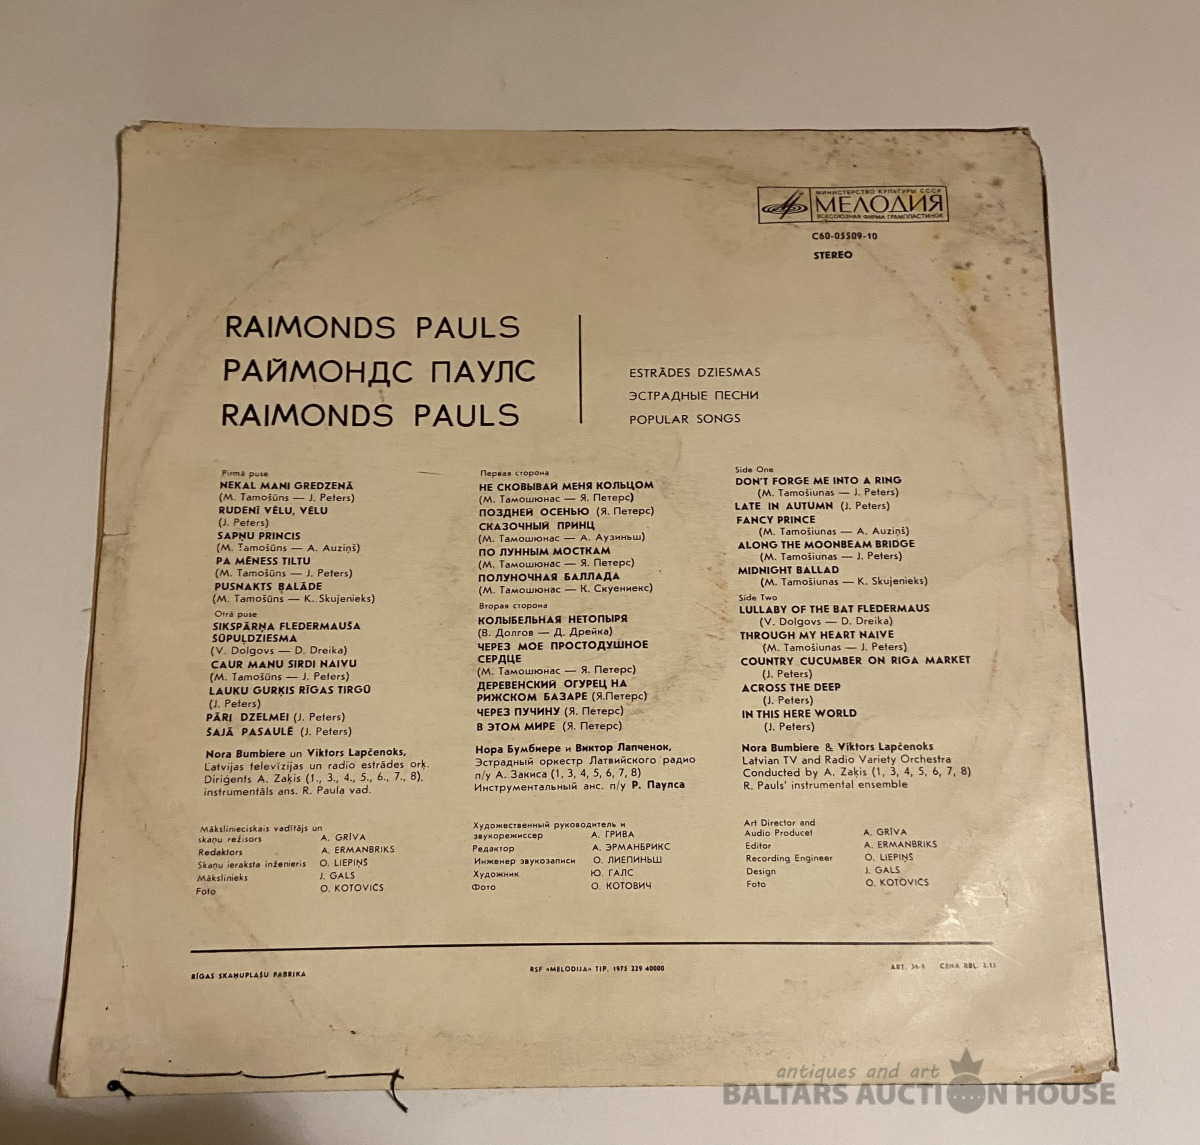 МИНИСТЕРСТВО КУЛЬТУРЫ СССР
МЕЛОДИЯ
ВСЕСОЮЗНАЯ ФИРМА ГРАМПЛАСТИНОК
С60-05509-10
STEREO
RAIMONDS PAULS
РАЙМОНДС ПАУЛС
RAIMONDS PAULS
ESTRĀDES DZIESMAS
ЭСТРАДНЫЕ ПЕСНИ
POPULAR SONGS
Pirmā puse
NEKAL MANI GREDZENĀ
(M. Tamošūns — J. Peters)
RUDENĪ VĒLU, VĒLU
(J. Peters)
SAPŅU PRINCIS
(M. Tamošūns — A. Auziņš)
PA MĒNESS TILTU
(M. Tamošūns — J. Peters)
PUSNAKTS BALĀDE
(M. Tamošūns — K. Skujenieks)
Otrā puse
SIKSPĀRŅA FLEDERMAUŠA
ŠŪPUĻDZIESMA
(V. Dolgovs — D. Dreika)
CAUR MANU SIRDI NAIVU
(M. Tamošūns — J. Peters)
LAUKU GURĶIS RĪGAS TIRGŪ
(J. Peters)
PĀRI DZELMEI (J. Peters)
ŠAJĀ PASAULĒ (J. Peters)
Nora Bumbiere un Viktors Lapčenoks,
Latvijas televīzijas un radio estrādes orķ.
Diriģents A. Zaķis (1., 3., 4., 5., 6., 7., 8),
instrumentāls ans. R. Paula vad.
Первая сторона
НЕ СКОВЫВАЙ МЕНЯ КОЛЬЦОМ
(М. Тамошюнас — Я. Петерс)
ПОЗДНЕЙ ОСЕНЬЮ (Я. Петерс)
СКАЗОЧНЫЙ ПРИНЦ
(М. Тамошюнас — А. Аузиньш)
ПО ЛУННЫМ МОСТКАМ
(М. Тамошюнас — Я. Петерс)
ПОЛУНОЧНАЯ БАЛЛАДА
(М. Тамошюнас — К. Скуениекс)
Вторая сторона
КОЛЫБЕЛЬНАЯ НЕТОПЫРЯ
(В. Долгов — Д. Дрейка)
ЧЕРЕЗ МОЕ ПРОСТОДУШНОЕ
СЕРДЦЕ
(М. Тамошюнас — Я. Петерс)
ДЕРЕВЕНСКИЙ ОГУРЕЦ НА
РИЖСКОМ БАЗАРЕ (Я.Петерс)
ЧЕРЕЗ ПУЧИНУ (Я. Петерс)
В ЭТОМ МИРЕ (Я. Петерс)
Нора Бумбиере и Виктор Лапченок,
Эстрадный оркестр Латвийского радио
п/у А. Закиса (1, 3, 4, 5, 6, 7, 8)
Инструментальный анс. п/у Р. Паулса
Side One
DON'T FORGE ME INTO A RING
(M. Tamošiunas — J. Peters)
LATE IN AUTUMN (J. Peters)
FANCY PRINCE
(M. Tamošiunas — A. Auziņš)
ALONG THE MOONBEAM BRIDGE
(M. Tamošiunas — J. Peters)
MIDNIGHT BALLAD
(M. Tamošiunas — K. Skujenieks)
Side Two
LULLABY OF THE BAT FLEDERMAUS
(V. Dolgovs — D. Dreika)
THROUGH MY HEART NAIVE
(M. Tamošiunas — J. Peters)
COUNTRY CUCUMBER ON RIGA MARKET
(J. Peters)
ACROSS THE DEEP
(J. Peters)
IN THIS HERE WORLD
(J. Peters)
Nora Bumbiere & Viktors Lapčenoks
Latvian TV and Radio Variety Orchestra
Conducted by A. Zaķis (1, 3, 4, 5, 6, 7, 8)
R. Pauls' instrumental ensemble
Mākslinieciskais vadītājs un
skaņu režisors A. GRĪVA
Redaktors A. ERMANBRIKS
Skaņu ieraksta inženieris O. LIEPIŅŠ
Mākslinieks J. GALS
Foto O. KOTOVIČS
Художественный руководитель и
звукорежиссер А. ГРИВА
Редактор А. ЭРМАНБРИКС
Инженер звукозаписи О. ЛИЕПИНЬШ
Художник Ю. ГАЛС
Фото О. КОТОВИЧ
Art Director and
Audio Producet A. GRĪVA
Editor A. ERMANBRIKS
Recording Engineer O. LIEPIŅŠ
Design J. GALS
Foto O. KOTOVIČS
RĪGAS SKAŅUPLAŠU FABRIKA
RSF «MELODIJA» TIP. 1975 229 40000
ART. 36-8 CENA RBL. 2.15
antiques and art
BALTARS AUCTION HOUSE